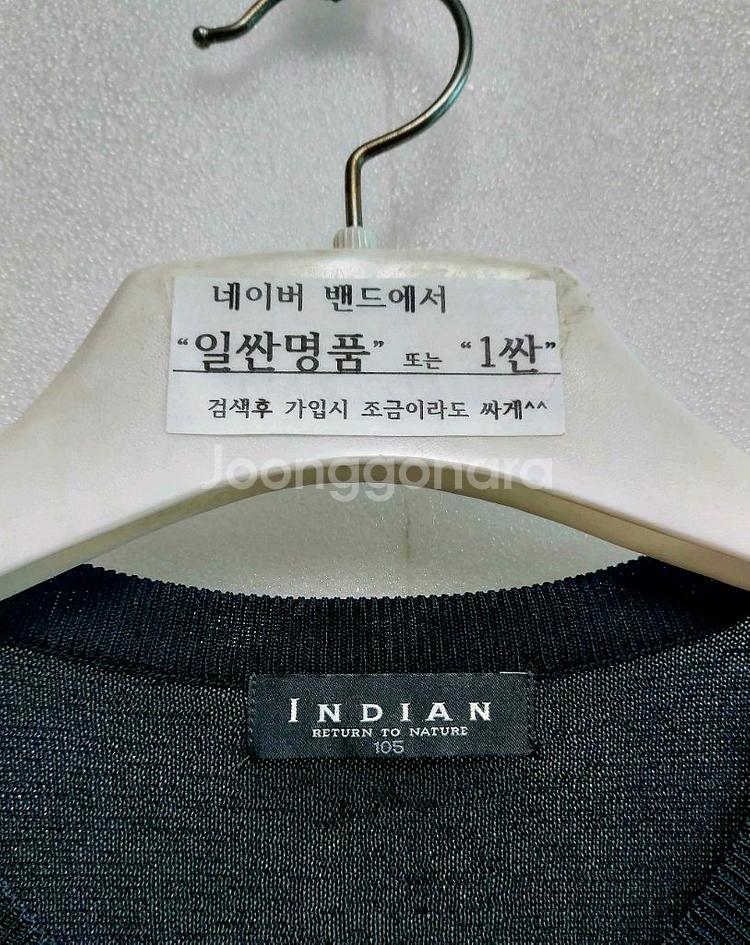 네이버 밴드에서
“일싼명품” 또는 “1싼”
검색후 가입시 조금이라도 싸게^^
Joonggonara
INDIAN
RETURN TO NATURE
105